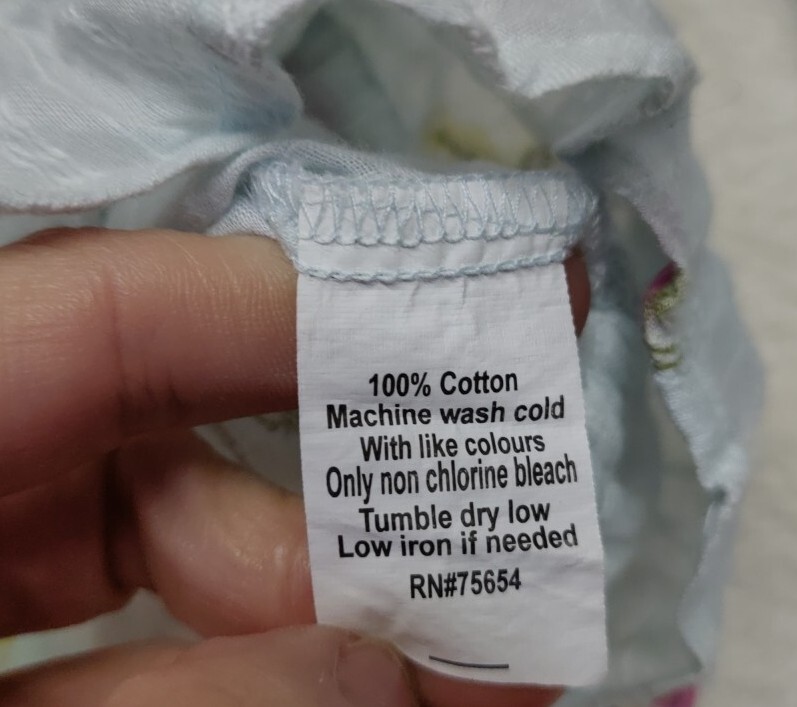 100% Cotton
Machine wash cold
With like colours
Only non chlorine bleach
Tumble dry low
Low iron if needed
RN#75654